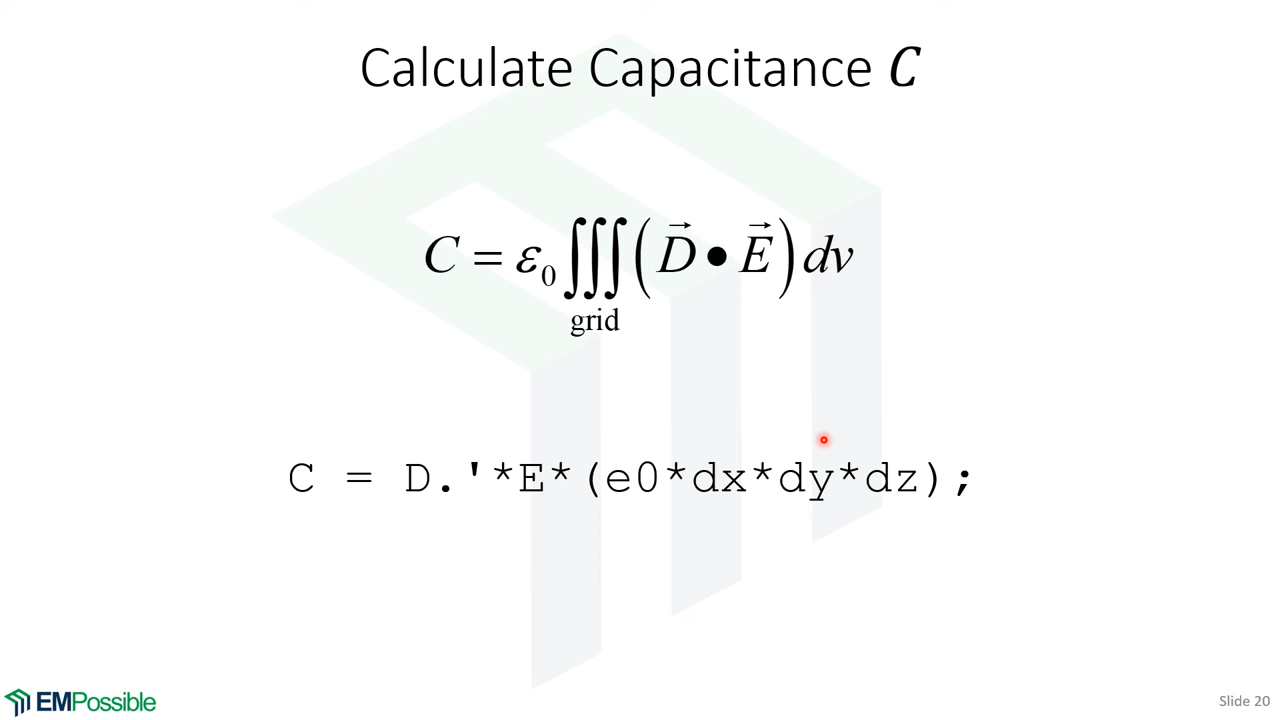 Calculate Capacitance C
C = ε₀ ∭ (D⃗ • E⃗) dv
grid
C = D.'*E*(e0*dx*dy*dz);
EMPossible
Slide 20